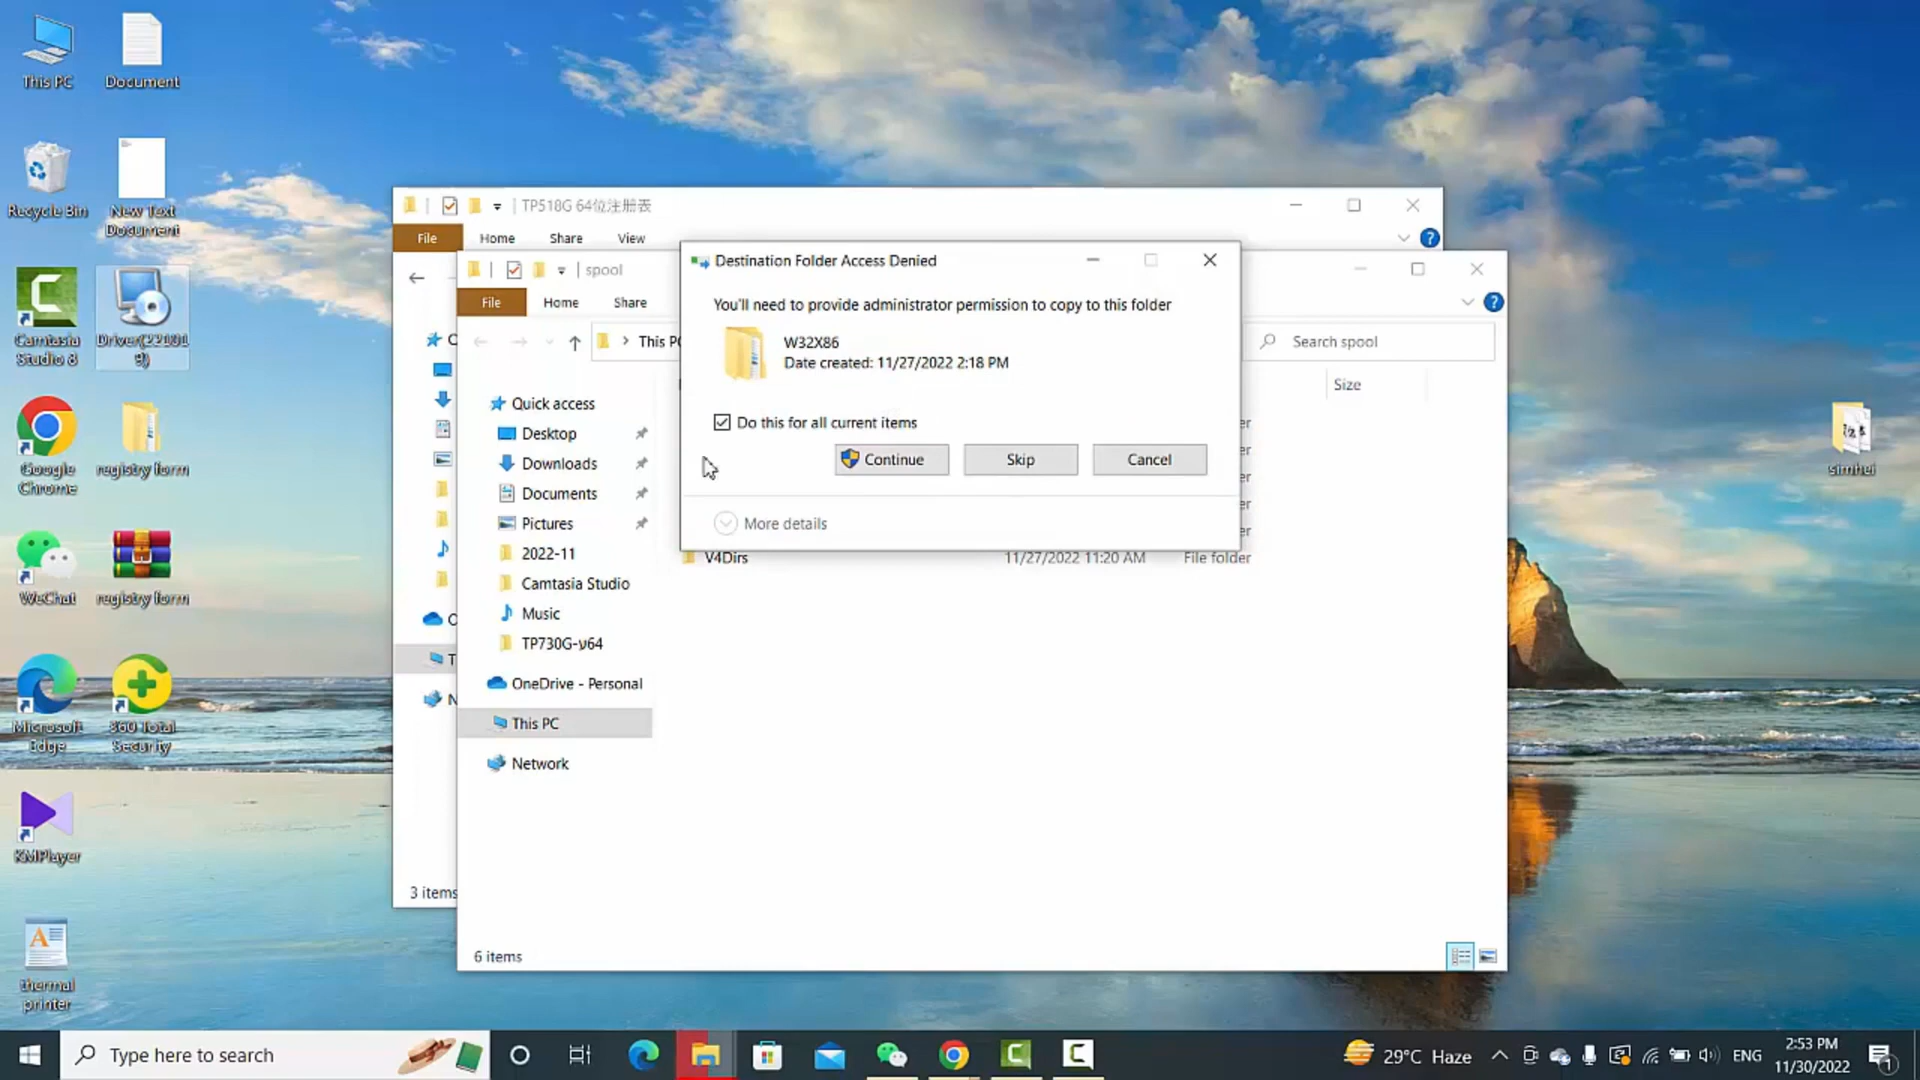 This PC
Document
Recycle Bin
New Text
Document
Camtasia
Studio 8
Google
Chrome
registry form
WeChat
registry form
Microsoft
Edge
360 Total
Security
KMPlayer
thermal
printer
simhei
TP518G 64位注册表
File
Home
Share
View
3 items
spool
File
Home
Share
This PC
Search spool
Size
Quick access
Desktop
Downloads
Documents
Pictures
2022-11
Camtasia Studio
Music
TP730G-y64
OneDrive - Personal
This PC
Network
V4Dirs 11/27/2022 11:20 AM File folder
6 items
Destination Folder Access Denied
You'll need to provide administrator permission to copy to this folder
W32X86
Date created: 11/27/2022 2:18 PM
Do this for all current items
Continue
Skip
Cancel
More details
Type here to search
29°C Haze
ENG
2:53 PM
11/30/2022
1